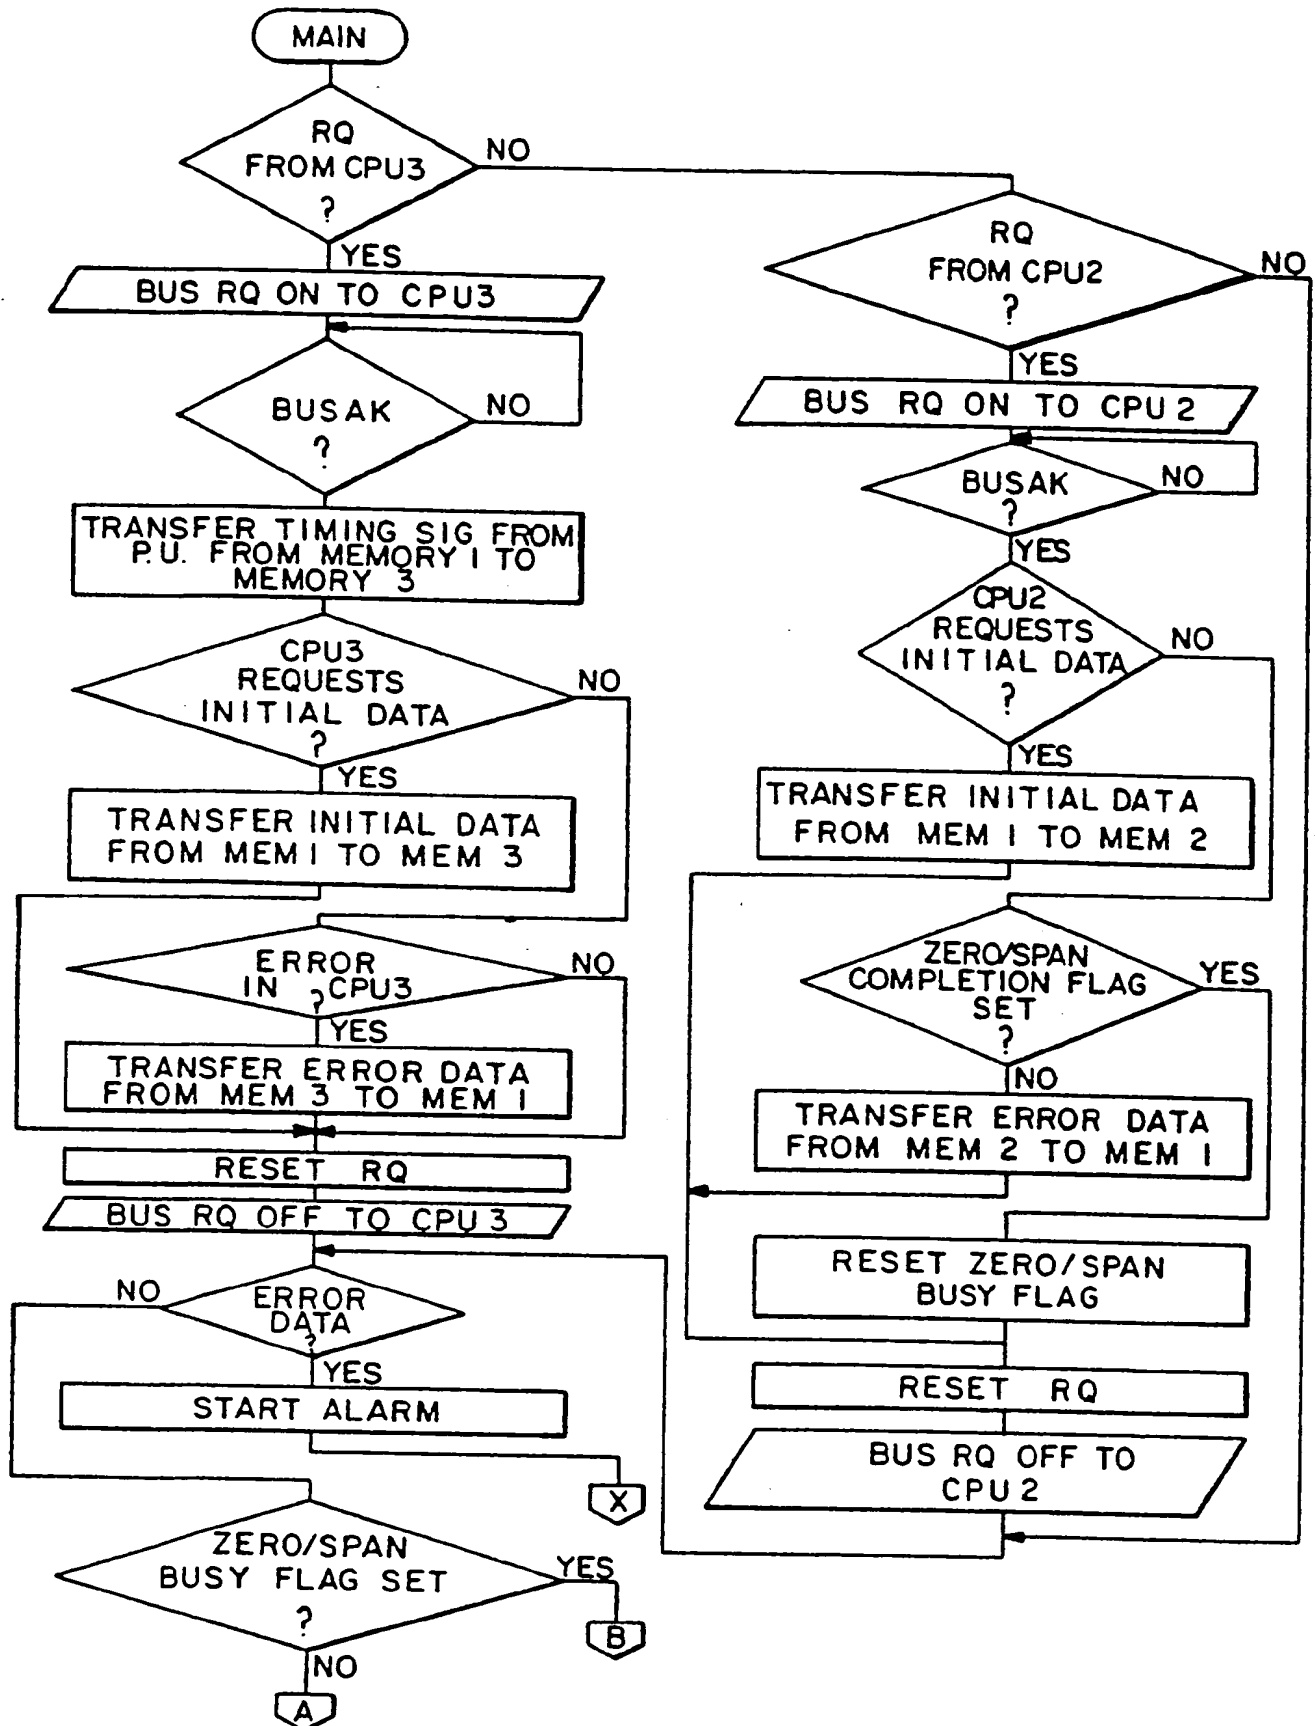 MAIN
RQ
FROM CPU3
?
NO
YES
BUS RQ ON TO CPU3
BUSAK
?
NO
TRANSFER TIMING SIG FROM
P.U. FROM MEMORY 1 TO
MEMORY 3
CPU3
REQUESTS
INITIAL DATA
?
NO
YES
TRANSFER INITIAL DATA
FROM MEM 1 TO MEM 3
ERROR
IN CPU3
?
NO
YES
TRANSFER ERROR DATA
FROM MEM 3 TO MEM 1
RESET RQ
BUS RQ OFF TO CPU 3
NO
ERROR
DATA
?
YES
START ALARM
X
ZERO/SPAN
BUSY FLAG SET
?
YES
B
NO
A
RQ
FROM CPU2
?
NO
YES
BUS RQ ON TO CPU 2
BUSAK
?
NO
YES
CPU2
REQUESTS
INITIAL DATA
?
NO
YES
TRANSFER INITIAL DATA
FROM MEM 1 TO MEM 2
ZERO/SPAN
COMPLETION FLAG
SET
?
YES
NO
TRANSFER ERROR DATA
FROM MEM 2 TO MEM 1
RESET ZERO/SPAN
BUSY FLAG
RESET RQ
BUS RQ OFF TO
CPU 2